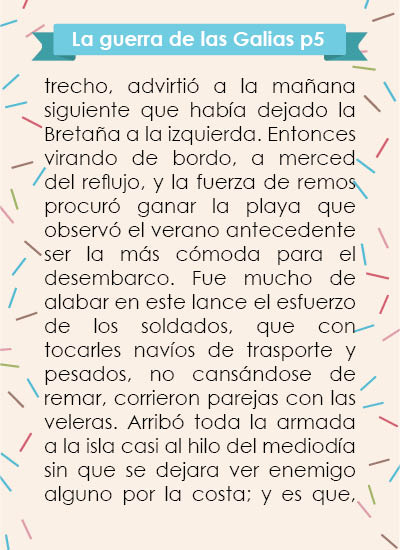 La guerra de las Galias p5
trecho, advirtió a la mañana
siguiente que había dejado la
Bretaña a la izquierda. Entonces
virando de bordo, a merced
del reflujo, y la fuerza de remos
procuró ganar la playa que
observó el verano antecedente
ser la más cómoda para el
desembarco. Fue mucho de
alabar en este lance el esfuerzo
de los soldados, que con
tocarles navíos de trasporte y
pesados, no cansándose de
remar, corrieron parejas con las
veleras. Arribó toda la armada
a la isla casi al hilo del mediodía
sin que se dejara ver enemigo
alguno por la costa; y es que,